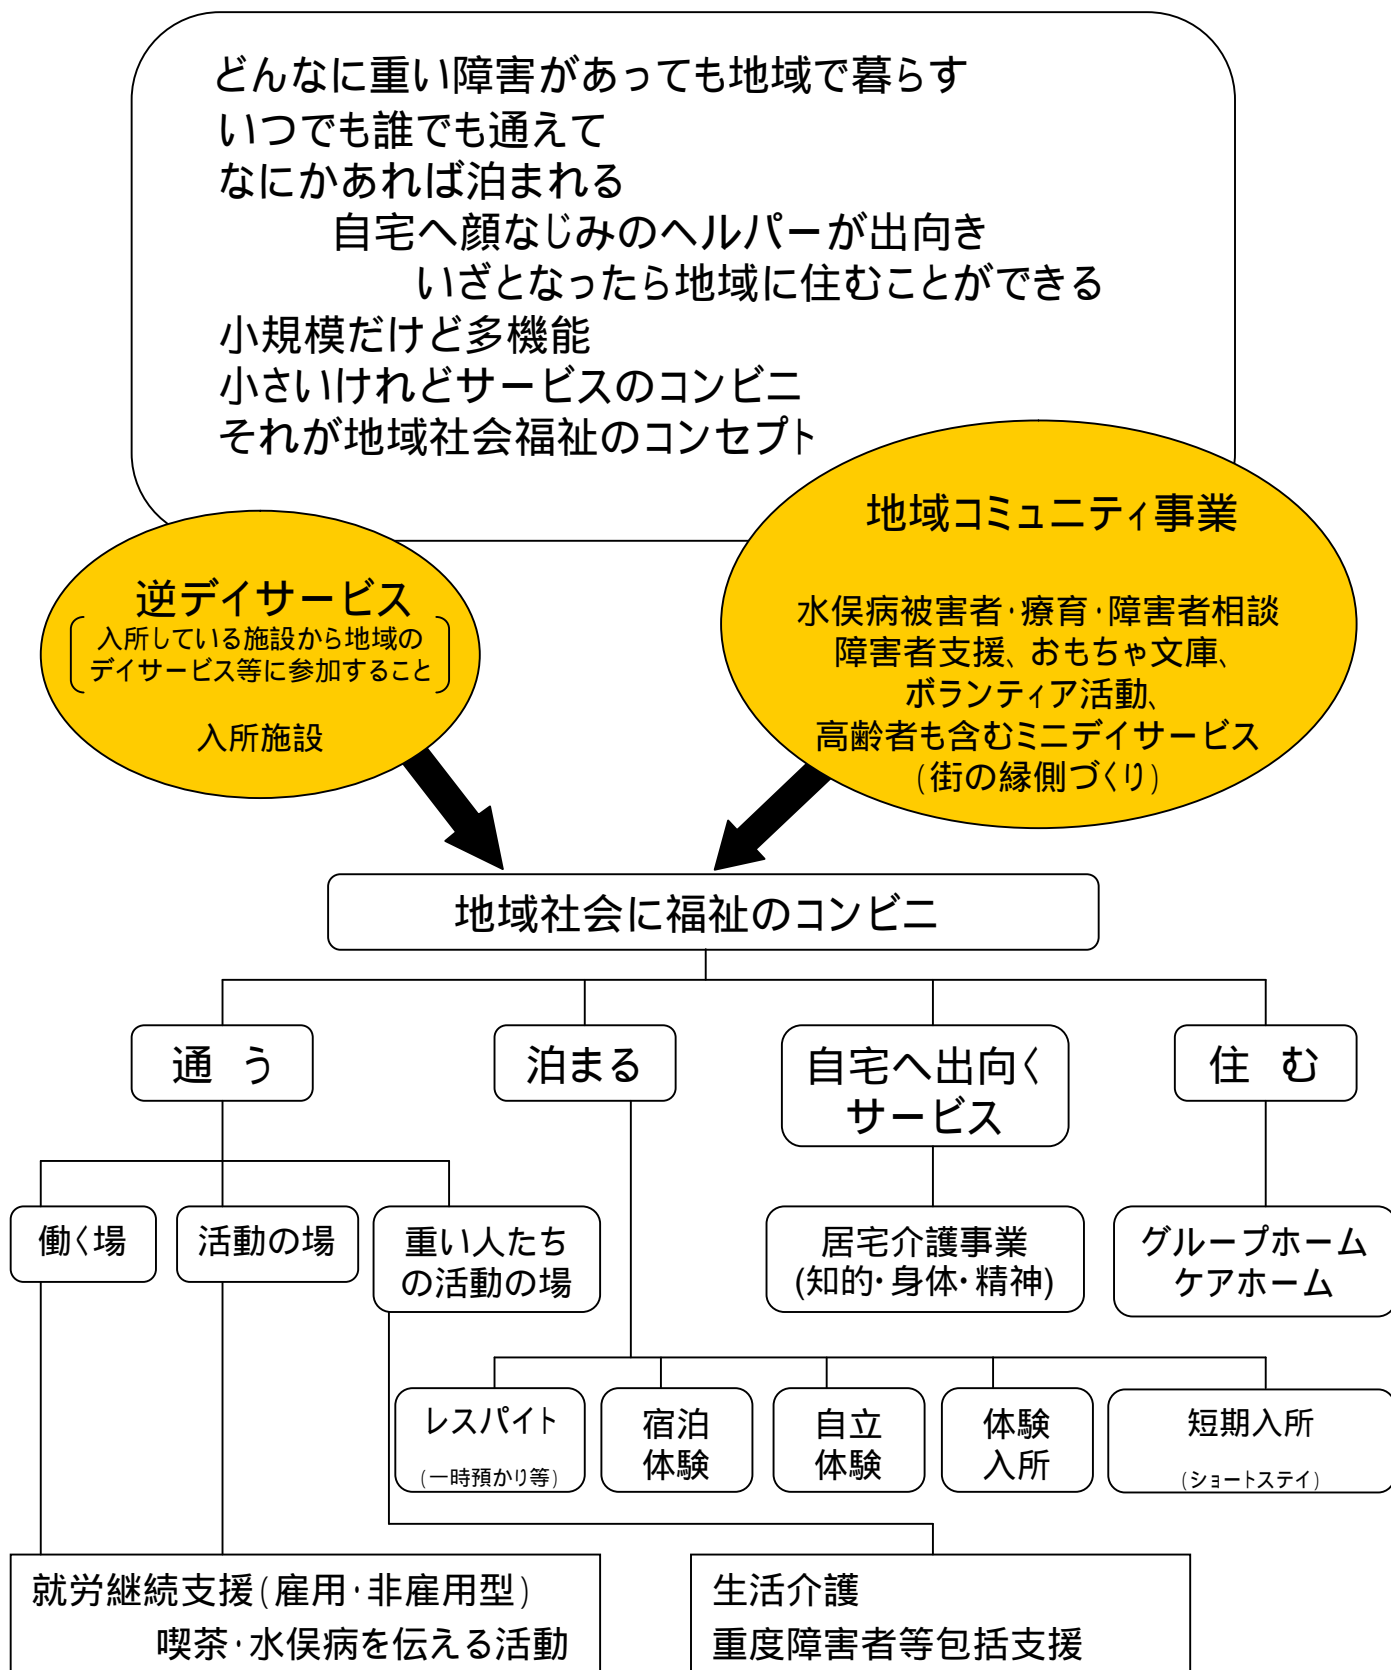 どんなに重い障害があっても地域で暮らす
いつでも誰でも通えて
なにかあれば泊まれる
自宅へ顔なじみのヘルパーが出向き
いざとなったら地域に住むことができる
小規模だけど多機能
小さいけれどサービスのコンビニ
それが地域社会福祉のコンセプト
逆デイサービス
入所している施設から地域の
デイサービス等に参加すること
入所施設
地域コミュニティ事業
水俣病被害者・療育・障害者相談
障害者支援、おもちゃ文庫、
ボランティア活動、
高齢者も含むミニデイサービス
(街の縁側づくり)
地域社会に福祉のコンビニ
通 う
泊まる
自宅へ出向く
サービス
住 む
働く場
活動の場
重い人たち
の活動の場
居宅介護事業
(知的・身体・精神)
グループホーム
ケアホーム
レスパイト
(一時預かり等)
宿泊
体験
自立
体験
体験
入所
短期入所
(ショートステイ)
就労継続支援(雇用・非雇用型)
喫茶・水俣病を伝える活動
生活介護
重度障害者等包括支援